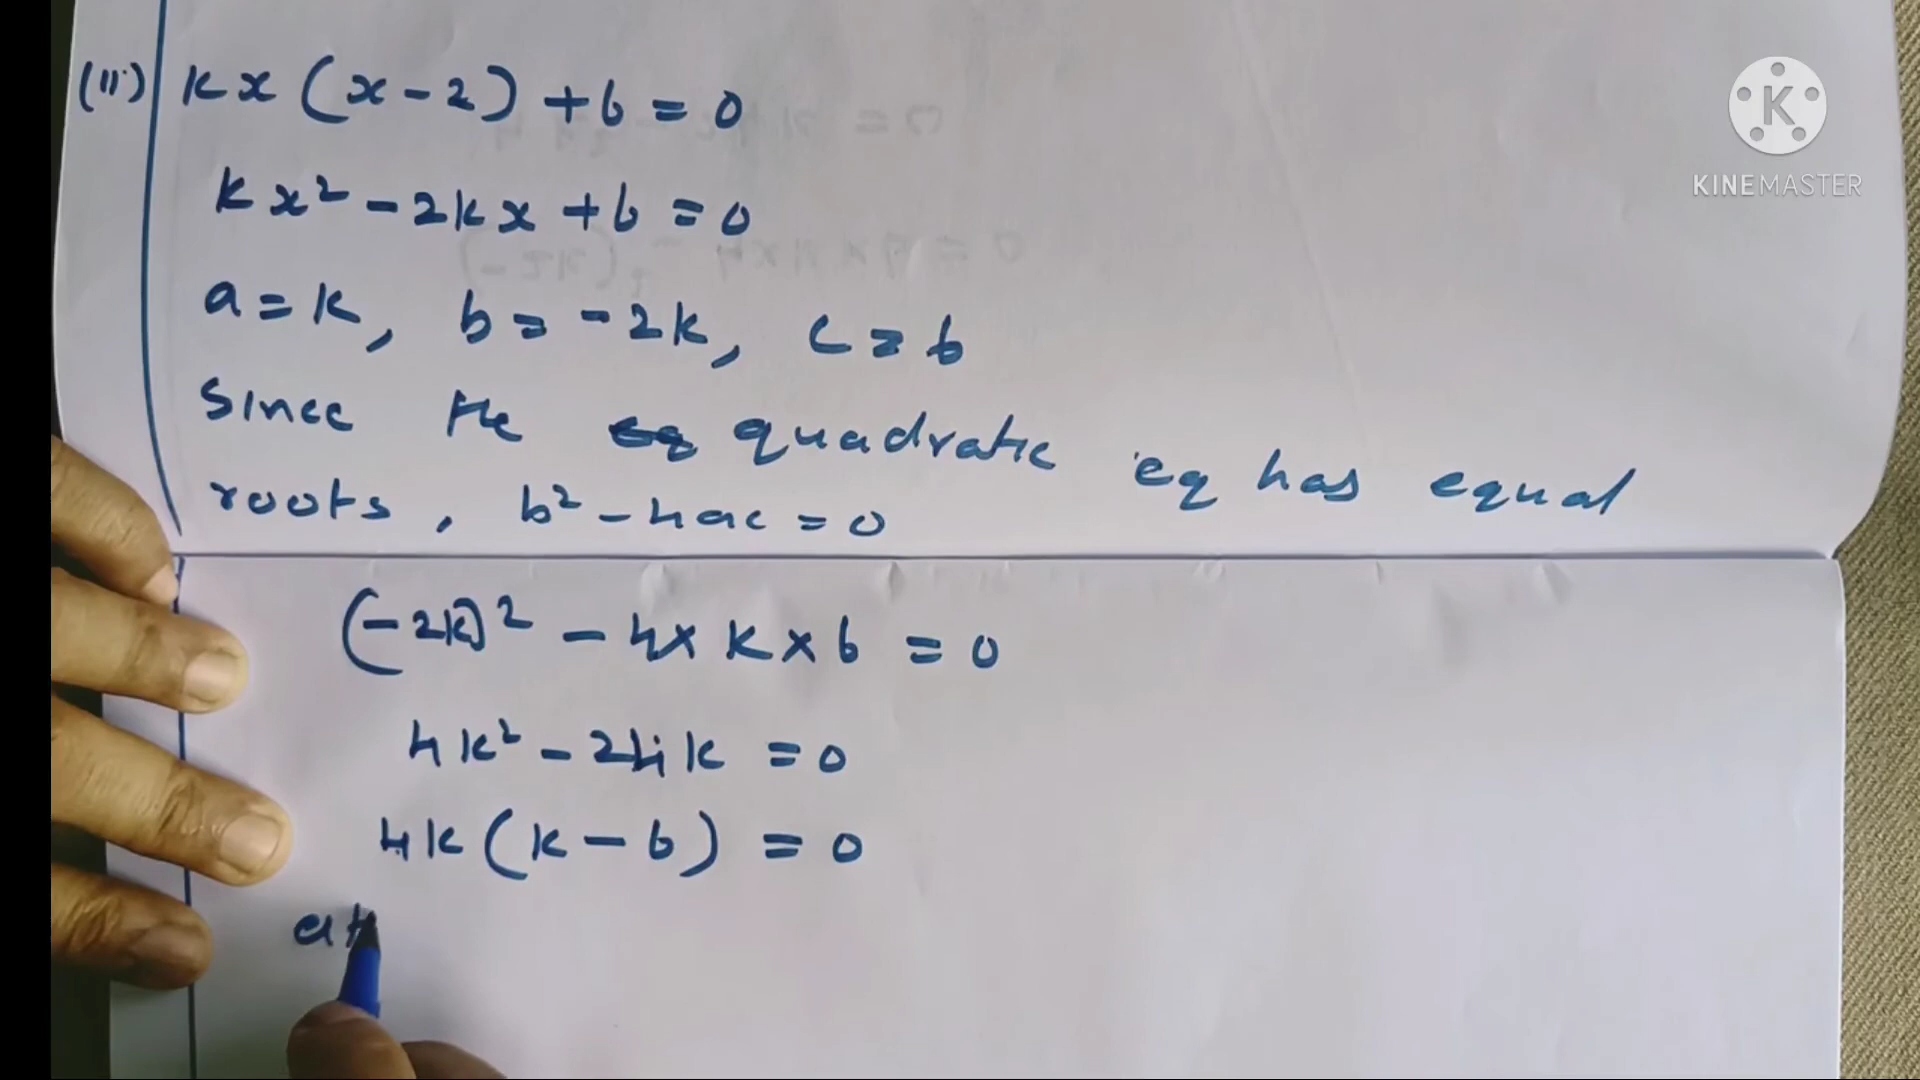 (ii) kx(x-2)+6=0
kx²-2kx+6=0
a=k, b=-2k, c=6
Since the quadratic eq has equal
roots, b²-4ac=0
(-2k)²-4×k×6=0
4k²-24k=0
4k(k-6)=0
K
KINEMASTER